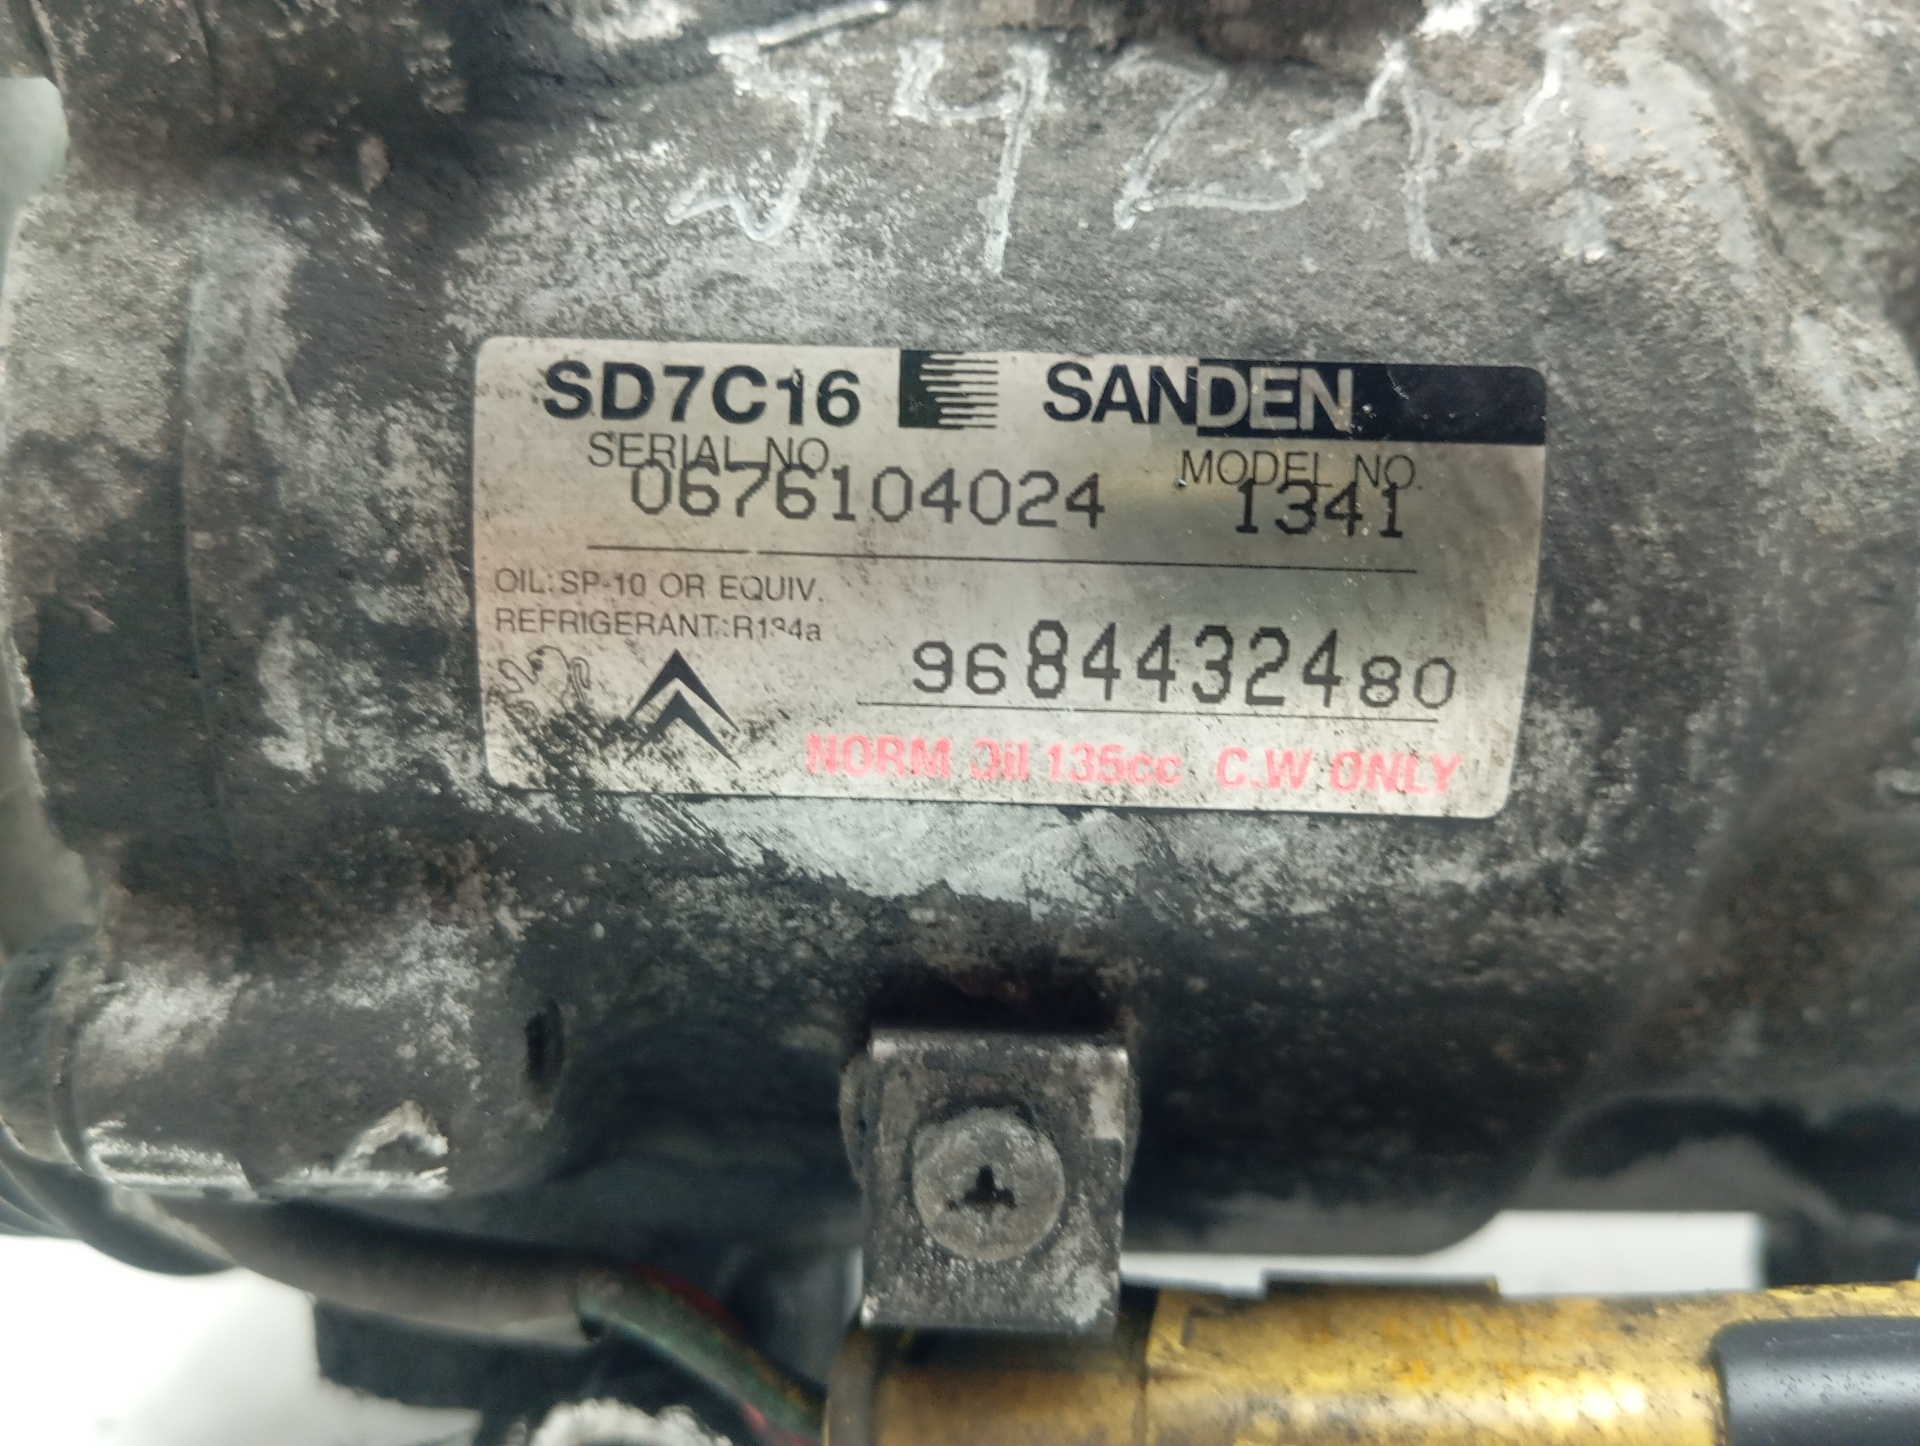 SD7C16 SANDEN
SERIAL NO. MODEL NO.
0676104024 1341
OIL:SP-10 OR EQUIV.
REFRIGERANT:R134a
9684432480
NORM Oil 135cc C.W ONLY